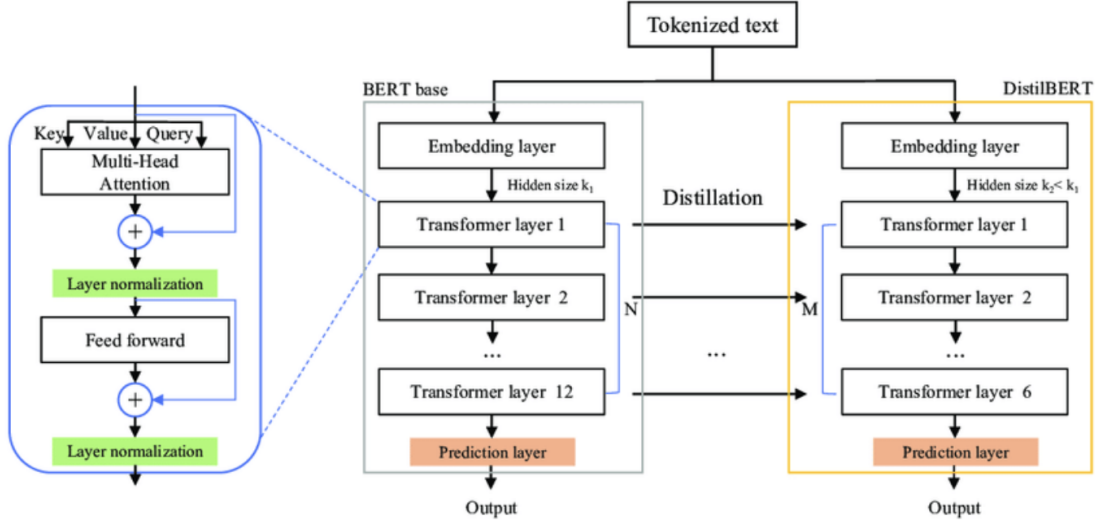 Tokenized text
BERT base
DistilBERT
Key Value Query
Multi-Head
Attention
+
Layer normalization
Feed forward
+
Layer normalization
Embedding layer
Hidden size k₁
Transformer layer 1
Transformer layer 2
...
Transformer layer 12
N
Prediction layer
Output
Distillation
...
Embedding layer
Hidden size k₂< k₁
Transformer layer 1
Transformer layer 2
...
Transformer layer 6
M
Prediction layer
Output